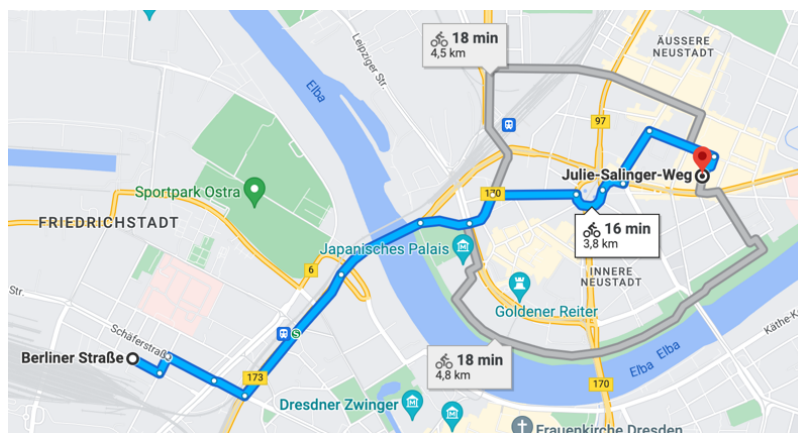 18 min
4,5 km
ÄUSSERE
NEUSTADT
Leipziger Str.
Elba
97
Julie-Salinger-Weg
Sportpark Ostra
170
FRIEDRICHSTADT
16 min
3,8 km
Japanisches Palais
6
INNERE
NEUSTADT
Goldener Reiter
Str.
Schäferstraße
S
Käthe-Ko
Berliner Straße
18 min
4,8 km
Elba Elba
173
170
Dresdner Zwinger
Frauenkirche Dresden